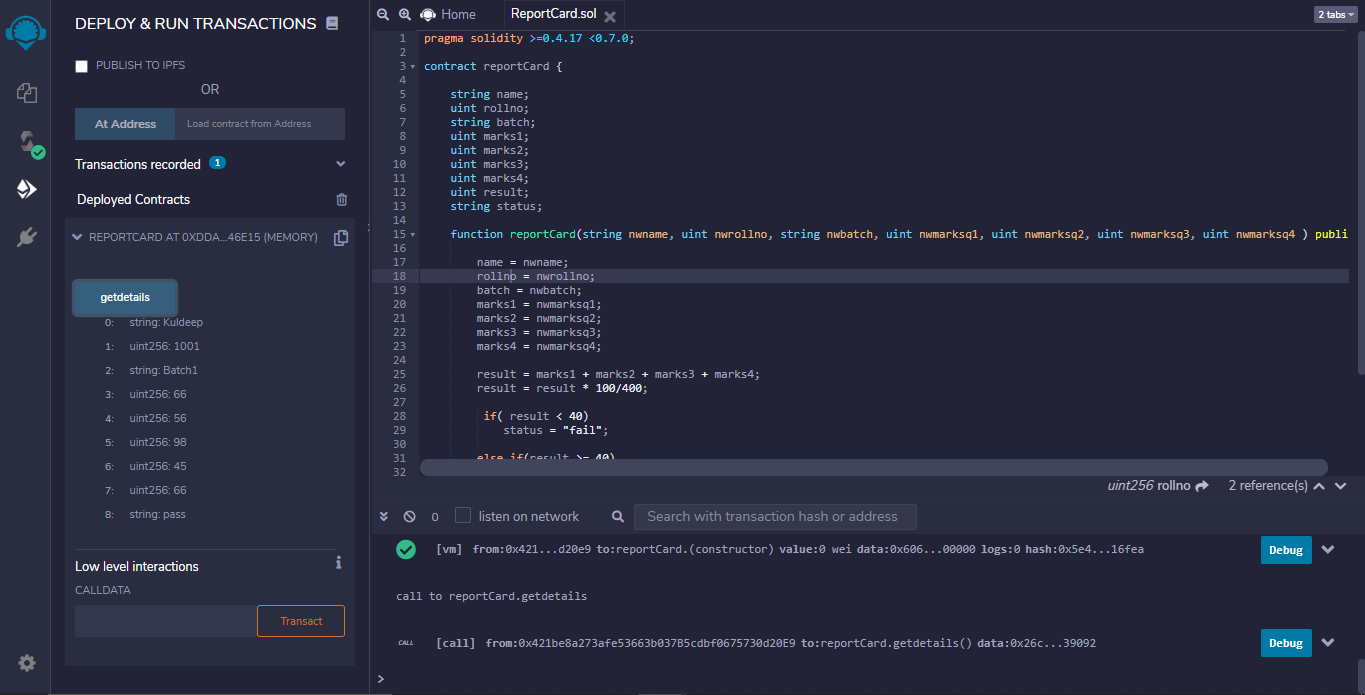 DEPLOY & RUN TRANSACTIONS
PUBLISH TO IPFS
OR
At Address
Load contract from Address
Transactions recorded 1
Deployed Contracts
REPORTCARD AT 0XDDA...46E15 (MEMORY)
getdetails
0: string: Kuldeep
1: uint256: 1001
2: string: Batch1
3: uint256: 66
4: uint256: 56
5: uint256: 98
6: uint256: 45
7: uint256: 66
8: string: pass
Low level interactions
CALLDATA
Transact
Home
ReportCard.sol
2 tabs
1 pragma solidity >=0.4.17 <0.7.0;
2
3 contract reportCard {
4
5 string name;
6 uint rollno;
7 string batch;
8 uint marks1;
9 uint marks2;
10 uint marks3;
11 uint marks4;
12 uint result;
13 string status;
14
15 function reportCard(string nwname, uint nwrollno, string nwbatch, uint nwmarksq1, uint nwmarksq2, uint nwmarksq3, uint nwmarksq4 ) publi
16
17 name = nwname;
18 rollno = nwrollno;
19 batch = nwbatch;
20 marks1 = nwmarksq1;
21 marks2 = nwmarksq2;
22 marks3 = nwmarksq3;
23 marks4 = nwmarksq4;
24
25 result = marks1 + marks2 + marks3 + marks4;
26 result = result * 100/400;
27
28 if( result < 40)
29 status = "fail";
30
31 else if(result >= 40)
32
uint256 rollno
2 reference(s)
0
listen on network
Search with transaction hash or address
[vm] from:0x421...d20e9 to:reportCard.(constructor) value:0 wei data:0x606...00000 logs:0 hash:0x5e4...16fea
Debug
call to reportCard.getdetails
CALL [call] from:0x421be8a273afe53663b037B5cdbf0675730d20E9 to:reportCard.getdetails() data:0x26c...39092
Debug
>